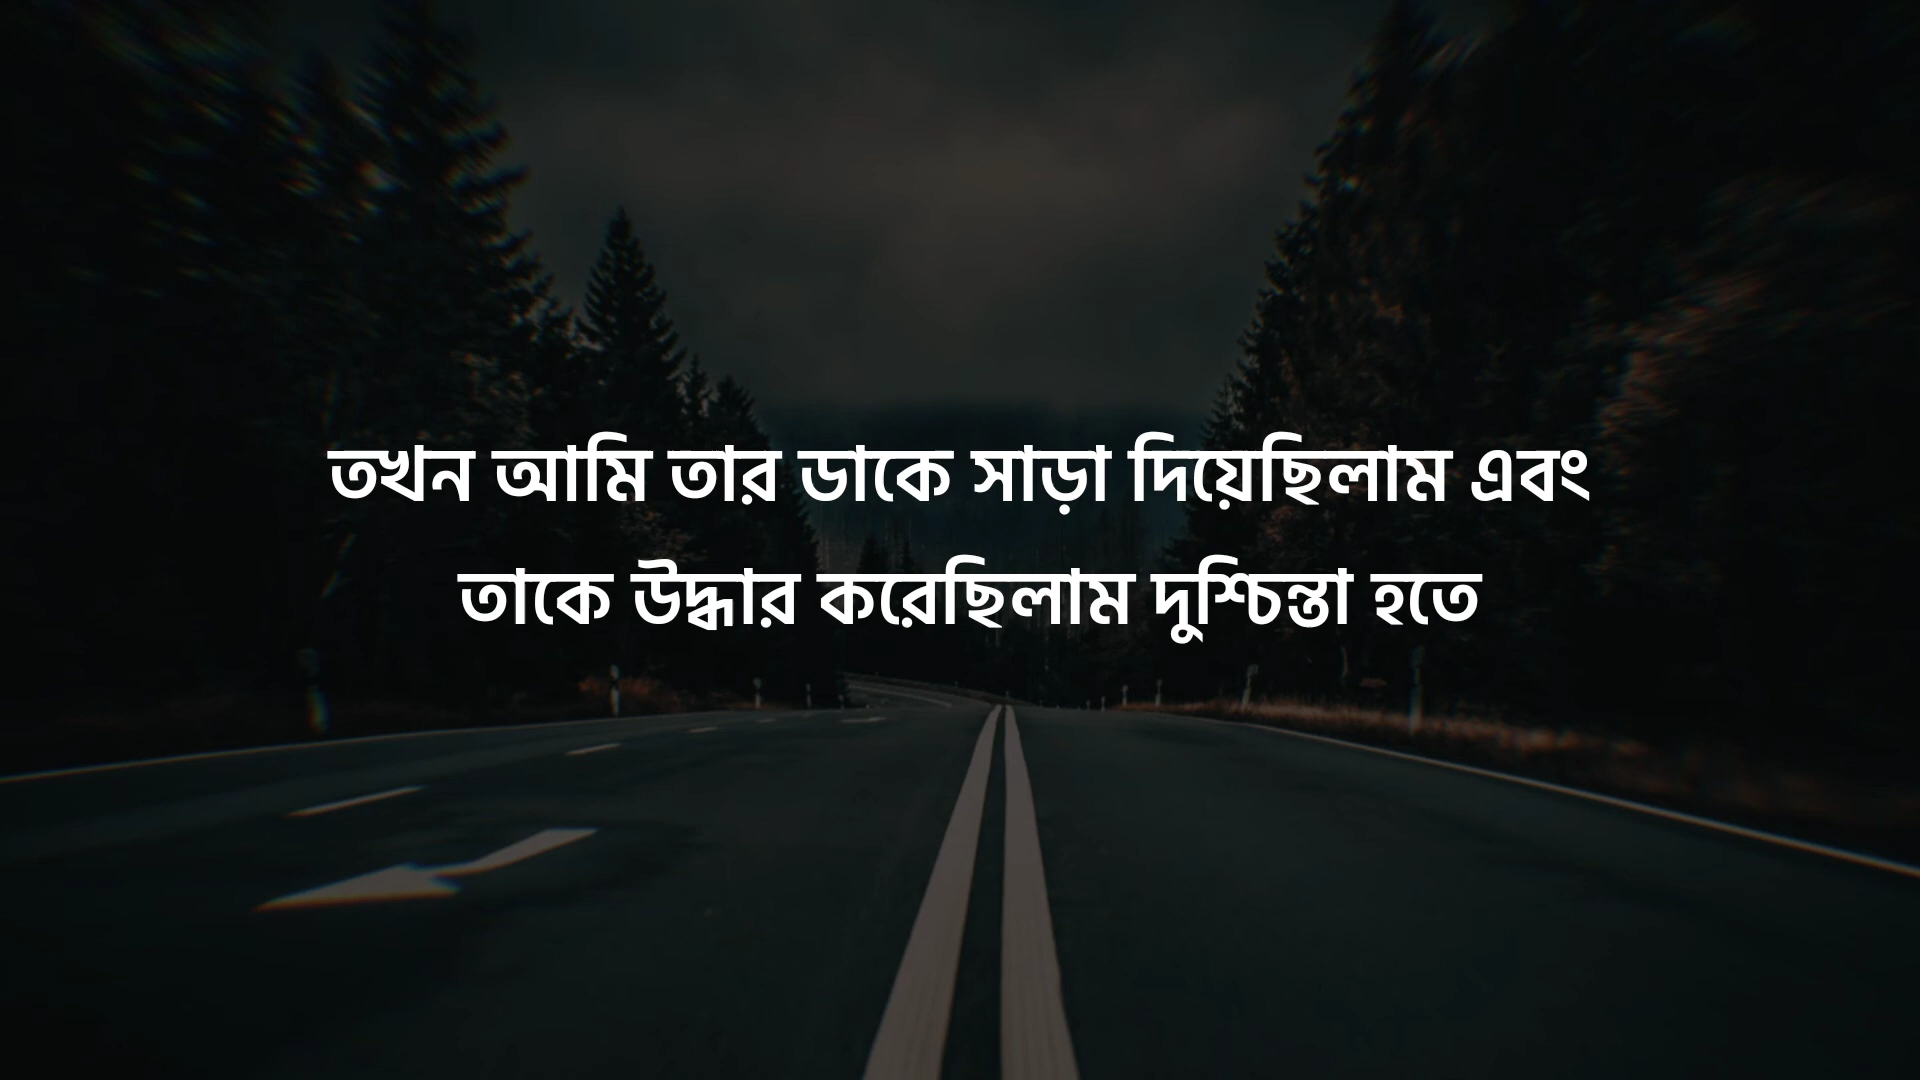 তখন আমি তার ডাকে সাড়া দিয়েছিলাম এবং
তাকে উদ্ধার করেছিলাম দুশ্চিন্তা হতে